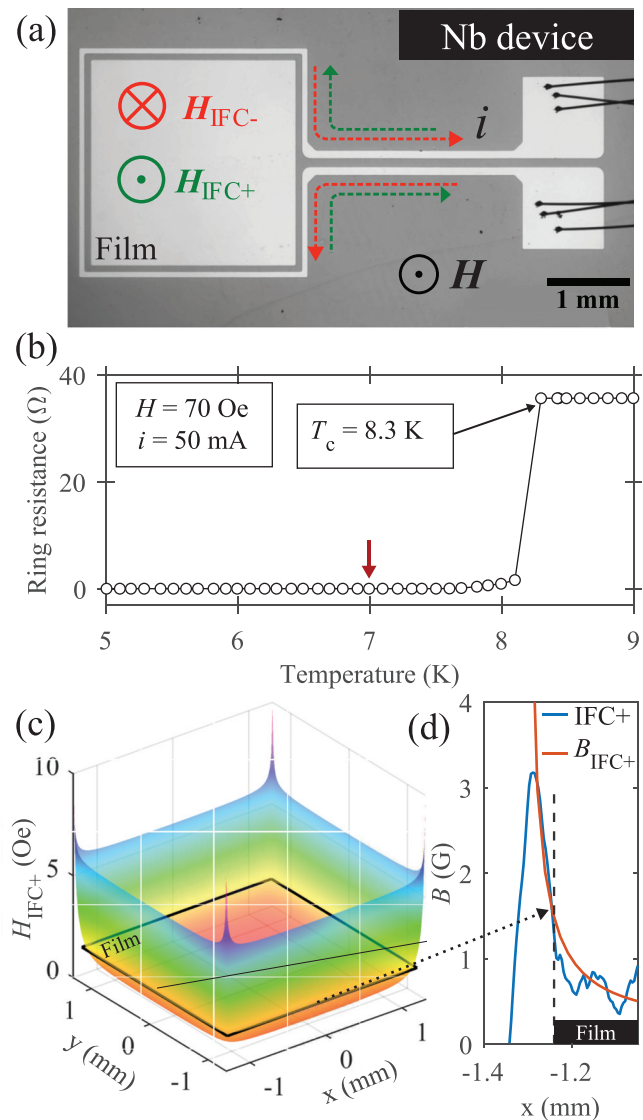 (a)
Nb device
H_IFC-
H_IFC+
i
Film
H
1 mm
(b)
40
20
0
Ring resistance (Ω)
H = 70 Oe
i = 50 mA
T_c = 8.3 K
5 6 7 8 9
Temperature (K)
(c)
10
5
0
H_IFC+ (Oe)
Film
1
0
-1
y (mm)
-1
0
1
x (mm)
(d)
IFC+
B_IFC+
4
3
2
1
0
B (G)
Film
-1.4 -1.2
x (mm)